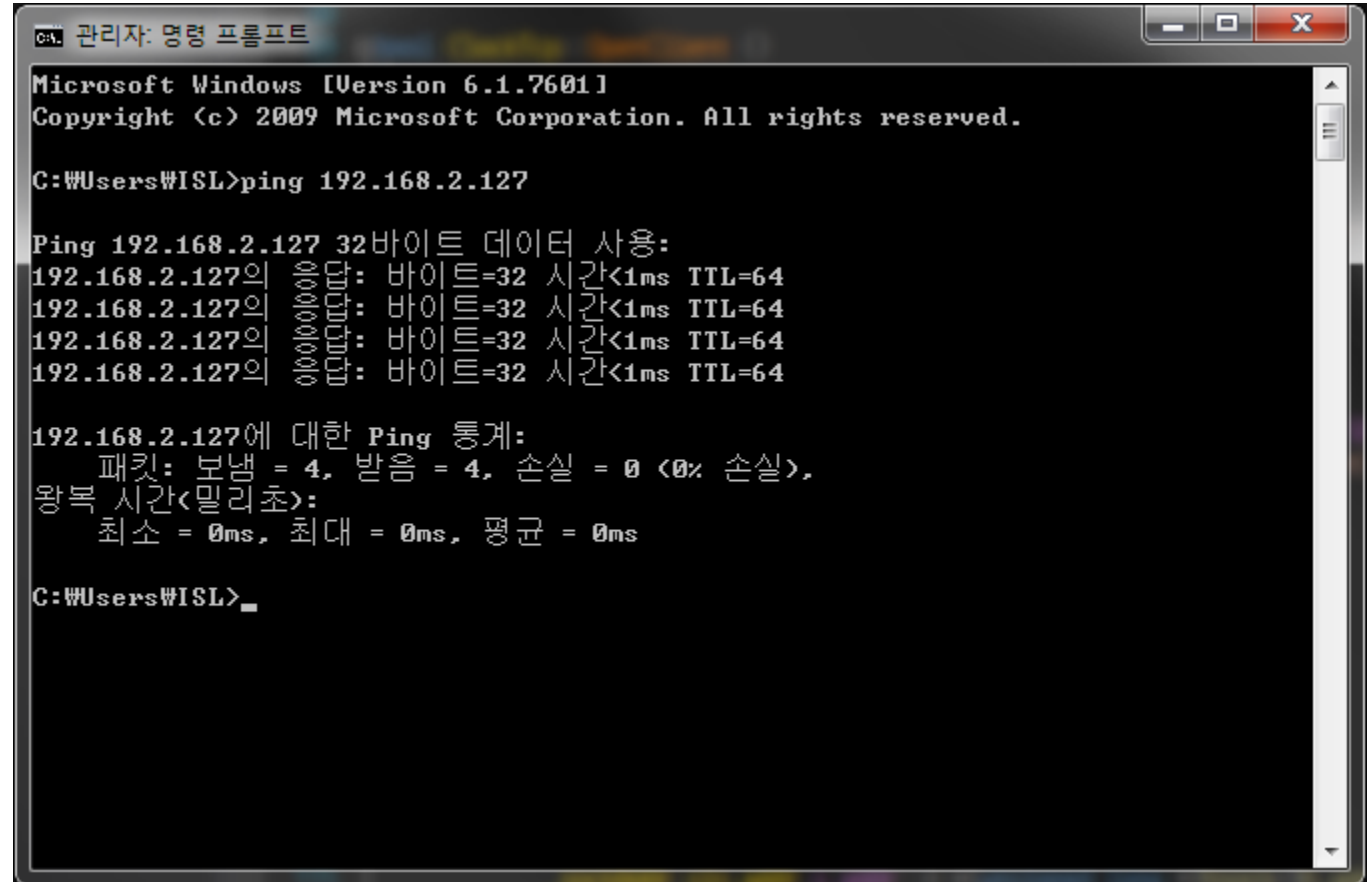 관리자: 명령 프롬프트
Microsoft Windows [Version 6.1.7601]
Copyright (c) 2009 Microsoft Corporation. All rights reserved.
C:₩Users₩ISL>ping 192.168.2.127
Ping 192.168.2.127 32바이트 데이터 사용:
192.168.2.127의 응답: 바이트=32 시간<1ms TTL=64
192.168.2.127의 응답: 바이트=32 시간<1ms TTL=64
192.168.2.127의 응답: 바이트=32 시간<1ms TTL=64
192.168.2.127의 응답: 바이트=32 시간<1ms TTL=64
192.168.2.127에 대한 Ping 통계:
패킷: 보냄 = 4, 받음 = 4, 손실 = 0 (0% 손실),
왕복 시간(밀리초):
최소 = 0ms, 최대 = 0ms, 평균 = 0ms
C:₩Users₩ISL>